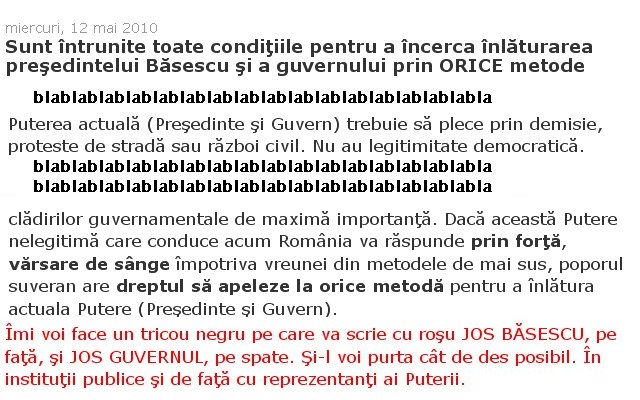 miercuri, 12 mai 2010
Sunt întrunite toate condiţiile pentru a încerca înlăturarea
preşedintelui Băsescu şi a guvernului prin ORICE metode
blablablablablablablablablablablablablablablablablabla
Puterea actuală (Preşedinte şi Guvern) trebuie să plece prin demisie,
proteste de stradă sau război civil. Nu au legitimitate democratică.
blablablablablablablablablablablablablablablablablabla
blablablablablablablablablablablablablablablablablabla
clădirilor guvernamentale de maximă importanţă. Dacă această Putere
nelegitimă care conduce acum România va răspunde prin forţă,
vărsare de sânge împotriva vreunei din metodele de mai sus, poporul
suveran are dreptul să apeleze la orice metodă pentru a înlătura
actuala Putere (Preşedinte şi Guvern).
Îmi voi face un tricou negru pe care va scrie cu roşu JOS BĂSESCU, pe
faţă, şi JOS GUVERNUL, pe spate. Şi-l voi purta cât de des posibil. În
instituţii publice şi de faţă cu reprezentanţi ai Puterii.